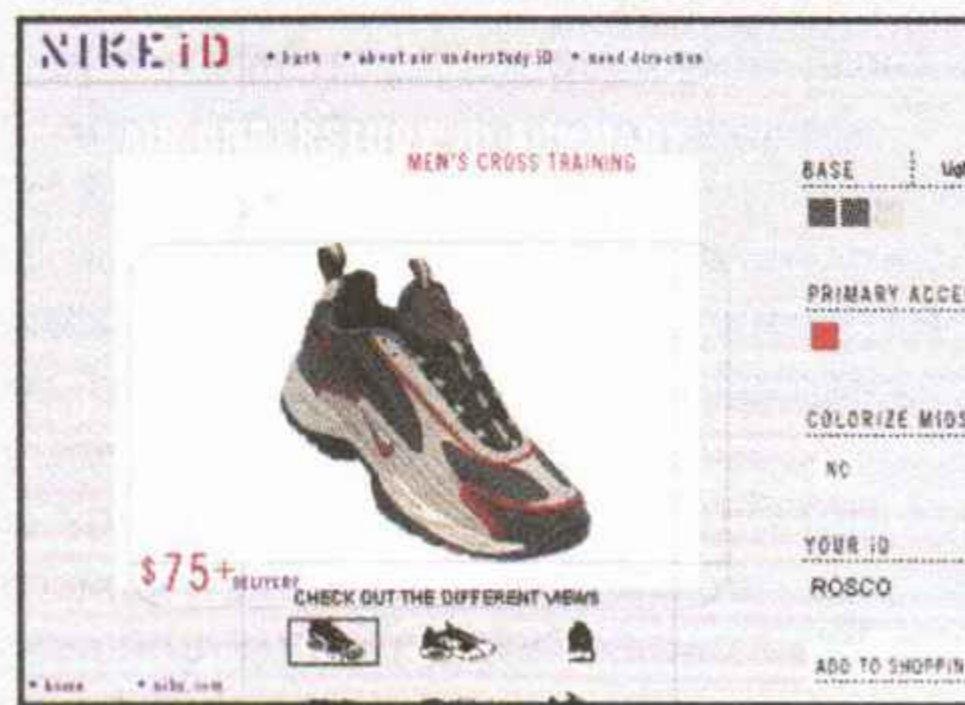 NIKE iD
• back • about air understudy iD • need direction
MEN'S CROSS TRAINING
BASE
PRIMARY ACCE
COLORIZE MIDS
NO
YOUR iD
ROSCO
$75+ DELIVERY
CHECK OUT THE DIFFERENT VIEWS
ADD TO SHOPPIN
• home • nike.com